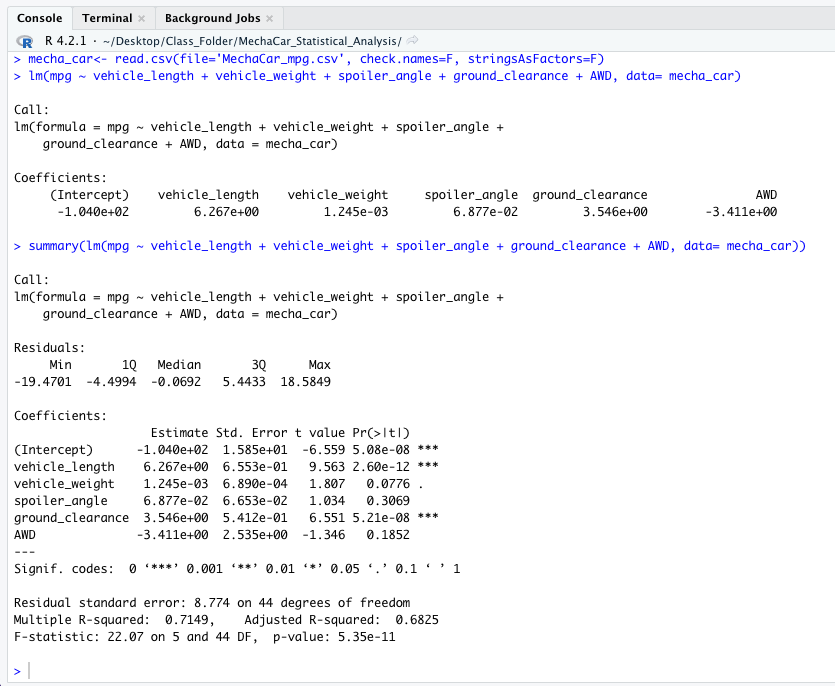 Console Terminal × Background Jobs ×
R R 4.2.1 · ~/Desktop/Class_Folder/MechaCar_Statistical_Analysis/
> mecha_car<- read.csv(file='MechaCar_mpg.csv', check.names=F, stringsAsFactors=F)
> lm(mpg ~ vehicle_length + vehicle_weight + spoiler_angle + ground_clearance + AWD, data= mecha_car)
Call:
lm(formula = mpg ~ vehicle_length + vehicle_weight + spoiler_angle +
    ground_clearance + AWD, data = mecha_car)
Coefficients:
     (Intercept)    vehicle_length    vehicle_weight     spoiler_angle  ground_clearance               AWD
      -1.040e+02         6.267e+00         1.245e-03         6.877e-02         3.546e+00        -3.411e+00
> summary(lm(mpg ~ vehicle_length + vehicle_weight + spoiler_angle + ground_clearance + AWD, data= mecha_car))
Call:
lm(formula = mpg ~ vehicle_length + vehicle_weight + spoiler_angle +
    ground_clearance + AWD, data = mecha_car)
Residuals:
     Min       1Q   Median       3Q      Max
-19.4701  -4.4994  -0.0692   5.4433  18.5849
Coefficients:
                   Estimate Std. Error t value Pr(>|t|)
(Intercept)      -1.040e+02  1.585e+01  -6.559 5.08e-08 ***
vehicle_length    6.267e+00  6.553e-01   9.563 2.60e-12 ***
vehicle_weight    1.245e-03  6.890e-04   1.807   0.0776 .
spoiler_angle     6.877e-02  6.653e-02   1.034   0.3069
ground_clearance  3.546e+00  5.412e-01   6.551 5.21e-08 ***
AWD              -3.411e+00  2.535e+00  -1.346   0.1852
---
Signif. codes:  0 ‘***’ 0.001 ‘**’ 0.01 ‘*’ 0.05 ‘.’ 0.1 ‘ ’ 1
Residual standard error: 8.774 on 44 degrees of freedom
Multiple R-squared:  0.7149,    Adjusted R-squared:  0.6825
F-statistic: 22.07 on 5 and 44 DF,  p-value: 5.35e-11
>